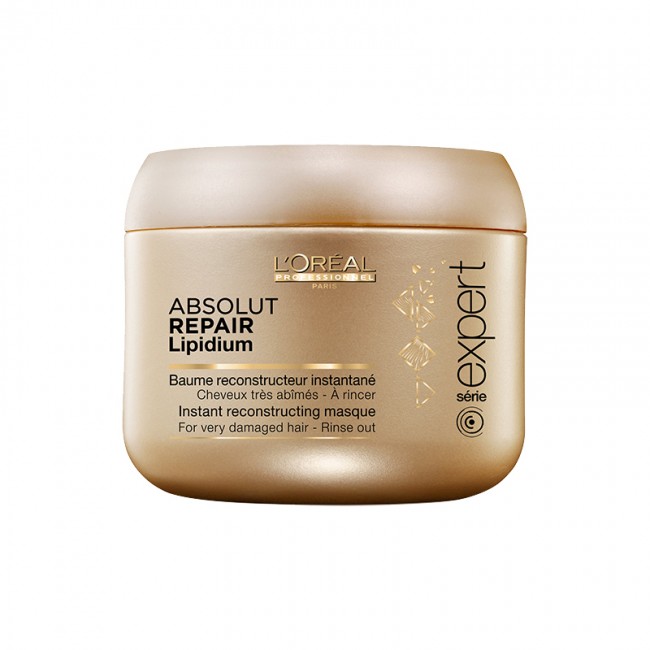 L'ORÉAL
PROFESSIONNEL
PARIS
ABSOLUT
REPAIR
Lipidium
Baume reconstructeur instantané
Cheveux très abîmés - À rincer
Instant reconstructing masque
For very damaged hair - Rinse out
série expert